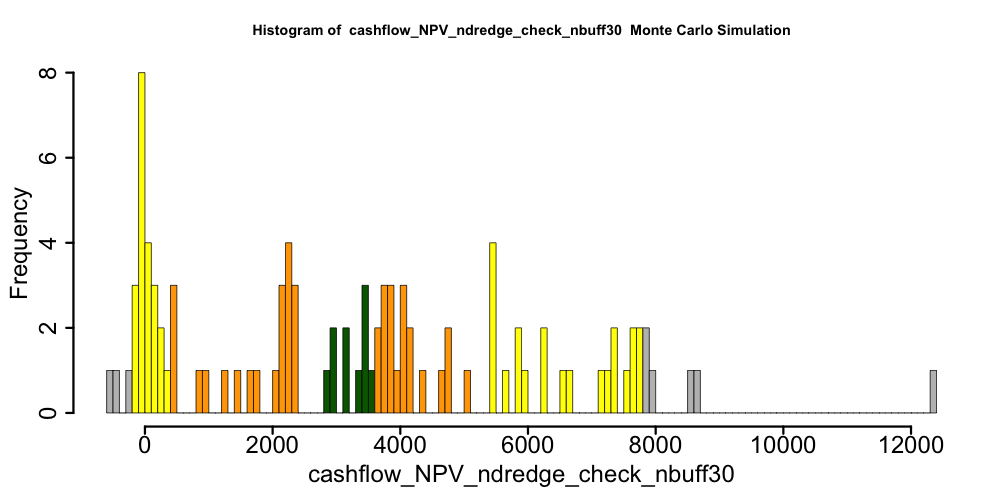 Histogram of  cashflow_NPV_ndredge_check_nbuff30  Monte Carlo Simulation
8
6
4
2
0
Frequency
0 2000 4000 6000 8000 10000 12000
cashflow_NPV_ndredge_check_nbuff30